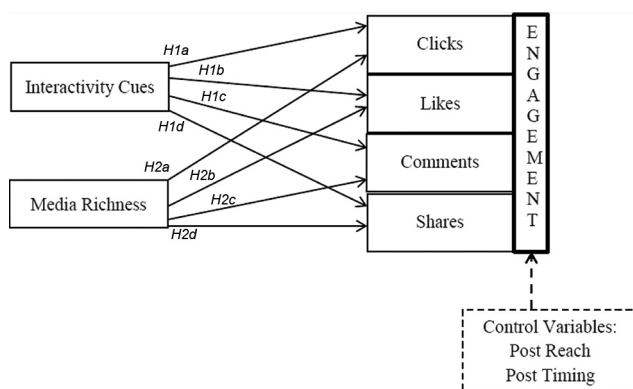 H1a
H1b
H1c
H1d
Interactivity Cues
H2a
H2b
H2c
H2d
Media Richness
Clicks
Likes
Comments
Shares
ENGAGEMENT
Control Variables:
Post Reach
Post Timing